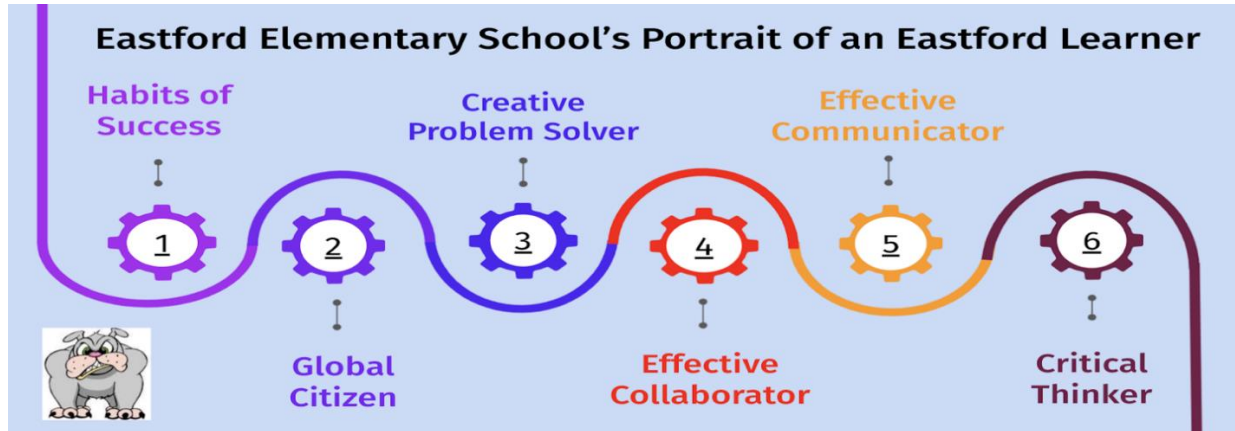 Eastford Elementary School's Portrait of an Eastford Learner
Habits of
Success
1
2
Global
Citizen
Creative
Problem Solver
3
4
Effective
Collaborator
Effective
Communicator
5
6
Critical
Thinker